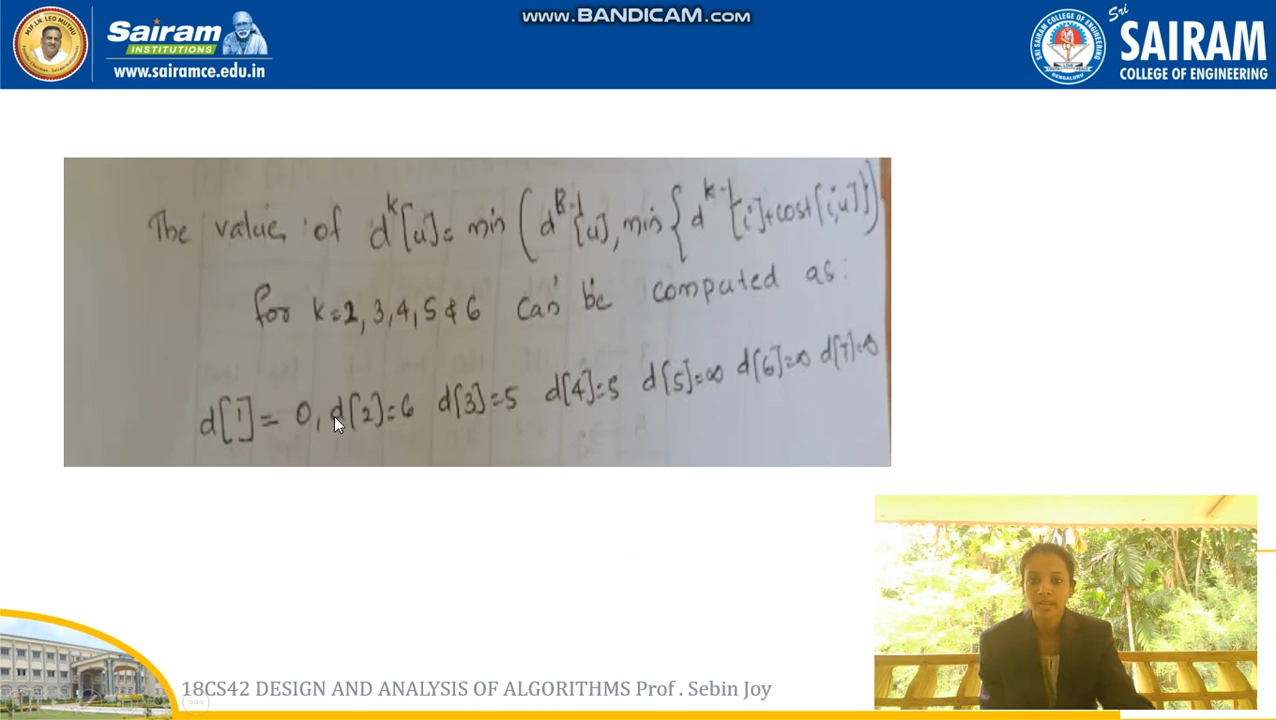 www.BANDICAM.com
Sairam
INSTITUTIONS
www.sairamce.edu.in
Sri
SAIRAM
COLLEGE OF ENGINEERING
The value of d^k[u]= min (d^k-1[u], min{d^k-1[i]+cost[i,u]})
for k=2, 3, 4, 5 & 6 can be computed as:
d[1]= 0, d[2]=6 d[3]=5 d[4]=5 d[5]=∞ d[6]=∞ d[7]=∞
18CS42 DESIGN AND ANALYSIS OF ALGORITHMS Prof . Sebin Joy